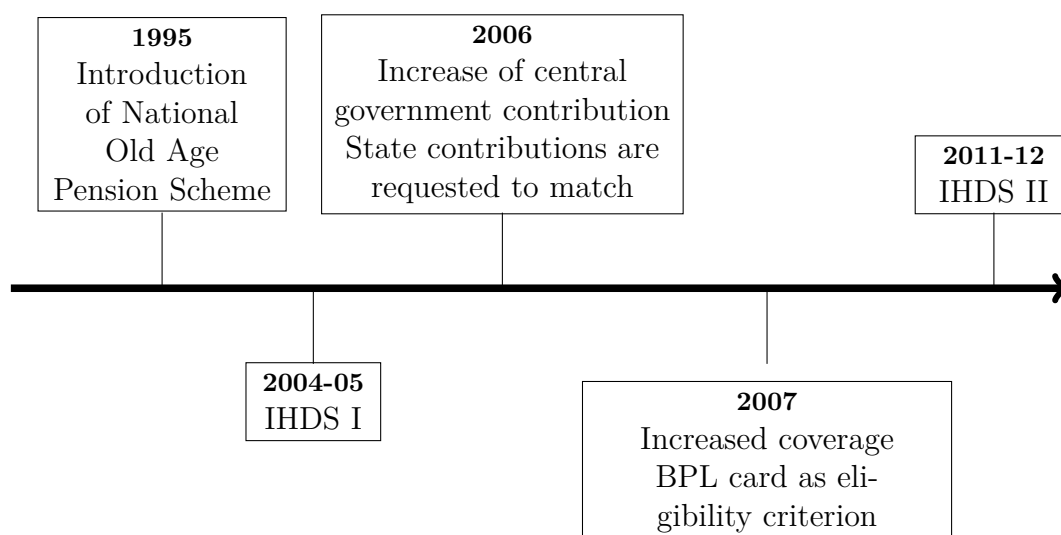 1995
Introduction
of National
Old Age
Pension Scheme
2006
Increase of central
government contribution
State contributions are
requested to match
2011-12
IHDS II
2004-05
IHDS I
2007
Increased coverage
BPL card as eli-
gibility criterion